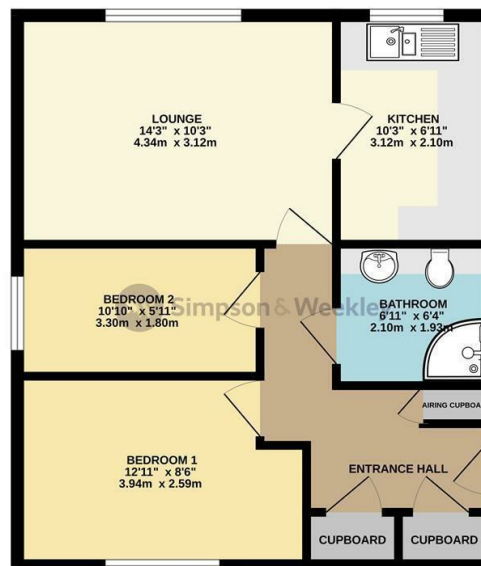 LOUNGE
14'3" x 10'3"
4.34m x 3.12m
KITCHEN
10'3" x 6'11"
3.12m x 2.10m
BEDROOM 2
10'10" x 5'11"
3.30m x 1.80m
Simpson & Weekley
BATHROOM
6'11" x 6'4"
2.10m x 1.93m
AIRING CUPBOA
BEDROOM 1
12'11" x 8'6"
3.94m x 2.59m
ENTRANCE HALL
CUPBOARD
CUPBOARD